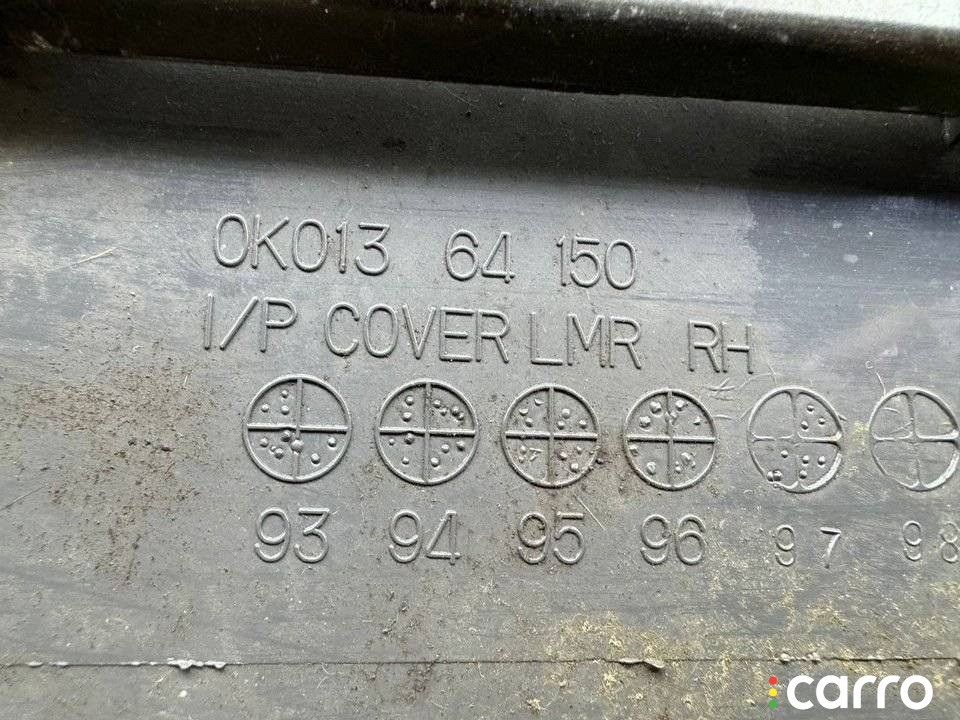 0K013 64 150
I/P COVER LMR RH
93 94 95 96 97 98
carro